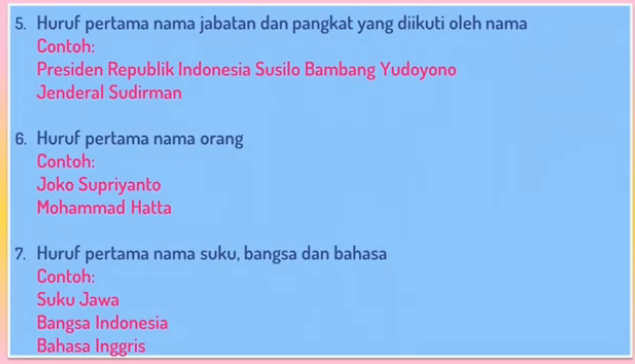 5. Huruf pertama nama jabatan dan pangkat yang diikuti oleh nama
Contoh:
Presiden Republik Indonesia Susilo Bambang Yudoyono
Jenderal Sudirman
6. Huruf pertama nama orang
Contoh:
Joko Supriyanto
Mohammad Hatta
7. Huruf pertama nama suku, bangsa dan bahasa
Contoh:
Suku Jawa
Bangsa Indonesia
Bahasa Inggris